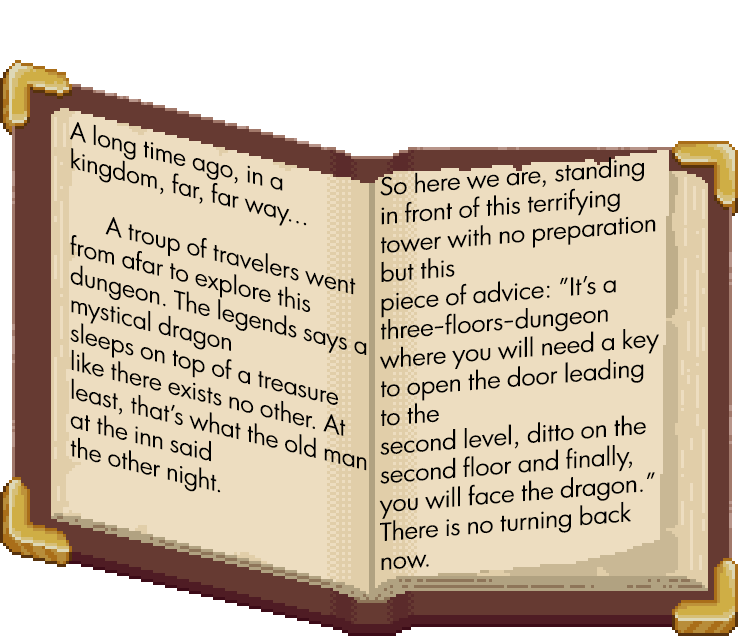 A long time ago, in a
kingdom, far, far way...
A troup of travelers went
from afar to explore this
dungeon. The legends says a
mystical dragon
sleeps on top of a treasure
like there exists no other. At
least, that's what the old man
at the inn said
the other night.
So here we are, standing
in front of this terrifying
tower with no preparation
but this
piece of advice: "It's a
three-floors-dungeon
where you will need a key
to open the door leading
to the
second level, ditto on the
second floor and finally,
you will face the dragon."
There is no turning back
now.